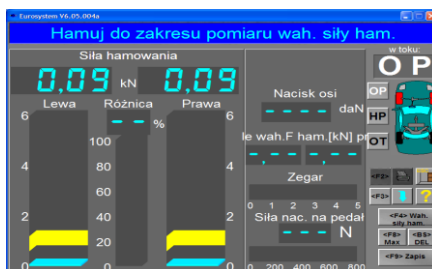 Eurosystem V6.05.004a
Hamuj do zakresu pomiaru wah. siły ham.
Siła hamowania
0,09 kN 0,09
Lewa Różnica Prawa
-- %
6 6
100
4 80 4
60
2 40 2
20
0 0 0
Nacisk osi
---- daN
le wah.F ham.[kN] pr
-,-- -,--
Zegar
0 1 2 3 4 5
Siła nac. na pedał
--- N
0 200 400 600 800
w toku:
O P
OP
HP
OT
<F2>
<F3> ?
<F4> Wah. siły ham.
<F8> Max <BS> DEL
<F9> Zapis